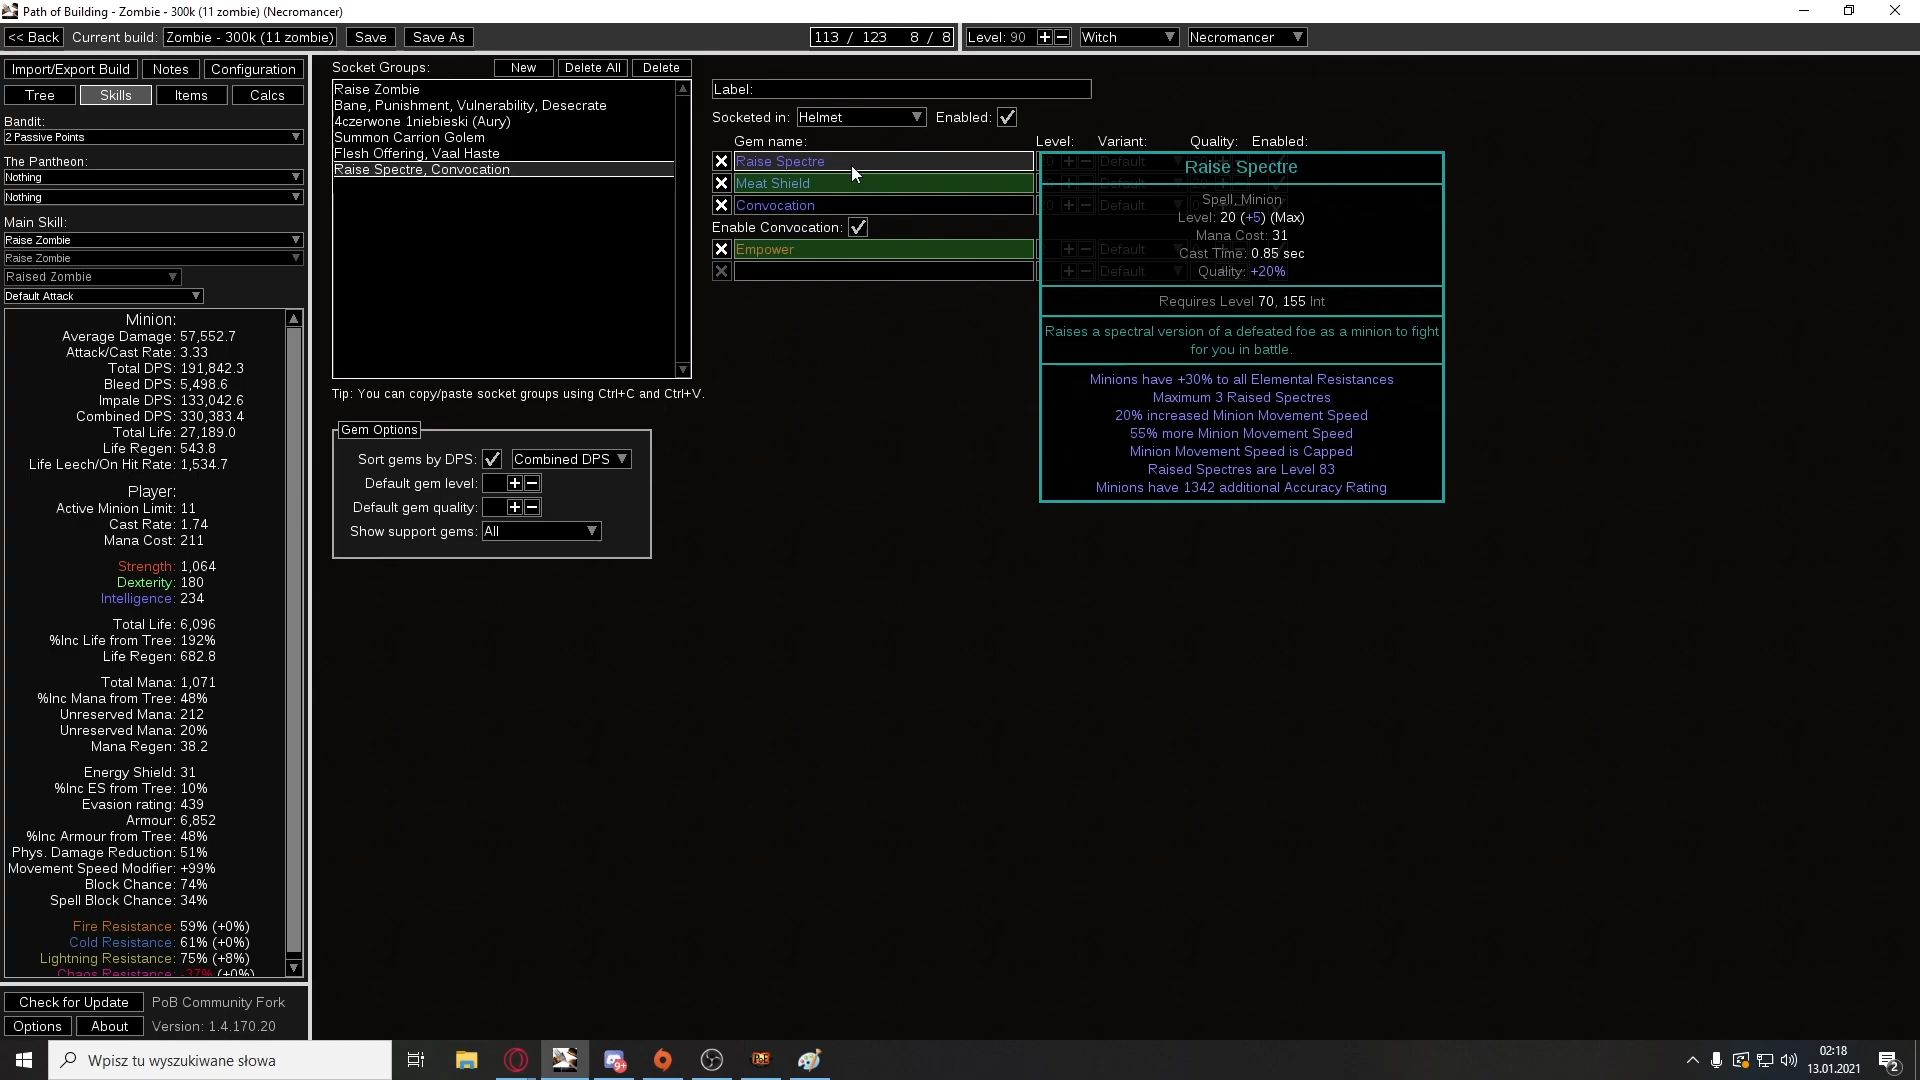 Path of Building - Zombie - 300k (11 zombie) (Necromancer)
<< Back
Current build: Zombie - 300k (11 zombie)
Save
Save As
113 / 123 8 / 8
Level: 90 + −
Witch
Necromancer
Import/Export Build
Notes
Configuration
Tree
Skills
Items
Calcs
Bandit:
2 Passive Points
The Pantheon:
Nothing
Nothing
Main Skill:
Raise Zombie
Raise Zombie
Raised Zombie
Default Attack
Minion:
Average Damage: 57,552.7
Attack/Cast Rate: 3.33
Total DPS: 191,842.3
Bleed DPS: 5,498.6
Impale DPS: 133,042.6
Combined DPS: 330,383.4
Total Life: 27,189.0
Life Regen: 543.8
Life Leech/On Hit Rate: 1,534.7
Player:
Active Minion Limit: 11
Cast Rate: 1.74
Mana Cost: 211
Strength: 1,064
Dexterity: 180
Intelligence: 234
Total Life: 6,096
%Inc Life from Tree: 192%
Life Regen: 682.8
Total Mana: 1,071
%Inc Mana from Tree: 48%
Unreserved Mana: 212
Unreserved Mana: 20%
Mana Regen: 38.2
Energy Shield: 31
%Inc ES from Tree: 10%
Evasion rating: 439
Armour: 6,852
%Inc Armour from Tree: 48%
Phys. Damage Reduction: 51%
Movement Speed Modifier: +99%
Block Chance: 74%
Spell Block Chance: 34%
Fire Resistance: 59% (+0%)
Cold Resistance: 61% (+0%)
Lightning Resistance: 75% (+8%)
Chaos Resistance: -37% (+0%)
Check for Update
PoB Community Fork
Options
About
Version: 1.4.170.20
Socket Groups:
New
Delete All
Delete
Raise Zombie
Bane, Punishment, Vulnerability, Desecrate
4czerwone 1niebieski (Aury)
Summon Carrion Golem
Flesh Offering, Vaal Haste
Raise Spectre, Convocation
Tip: You can copy/paste socket groups using Ctrl+C and Ctrl+V.
Gem Options
Sort gems by DPS:
Combined DPS
Default gem level: + −
Default gem quality: + −
Show support gems: All
Label:
Socketed in: Helmet
Enabled:
Gem name:
Level:
Variant:
Quality:
Enabled:
Raise Spectre
Meat Shield
Convocation
Enable Convocation:
Empower
Default
Default
Default
Default
Default
Raise Spectre
Spell, Minion
Level: 20 (+5) (Max)
Mana Cost: 31
Cast Time: 0.85 sec
Quality: +20%
Requires Level 70, 155 Int
Raises a spectral version of a defeated foe as a minion to fight
for you in battle.
Minions have +30% to all Elemental Resistances
Maximum 3 Raised Spectres
20% increased Minion Movement Speed
55% more Minion Movement Speed
Minion Movement Speed is Capped
Raised Spectres are Level 83
Minions have 1342 additional Accuracy Rating
Wpisz tu wyszukiwane słowa
9+
PoE
02:18
13.01.2021
2